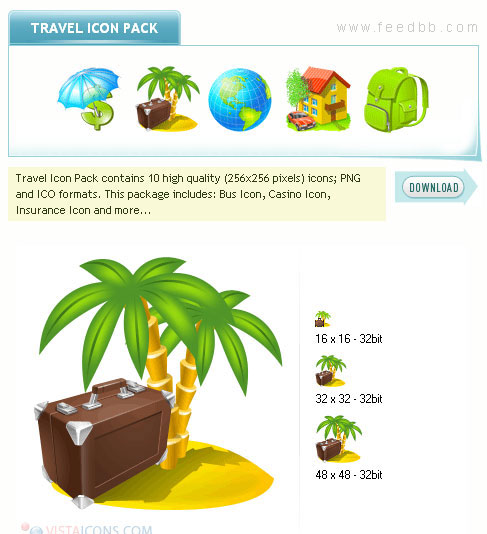 TRAVEL ICON PACK
www.feedbb.com
Travel Icon Pack contains 10 high quality (256x256 pixels) icons; PNG
and ICO formats. This package includes: Bus Icon, Casino Icon,
Insurance Icon and more...
DOWNLOAD
16 x 16 - 32bit
32 x 32 - 32bit
48 x 48 - 32bit
VISTAICONS.COM